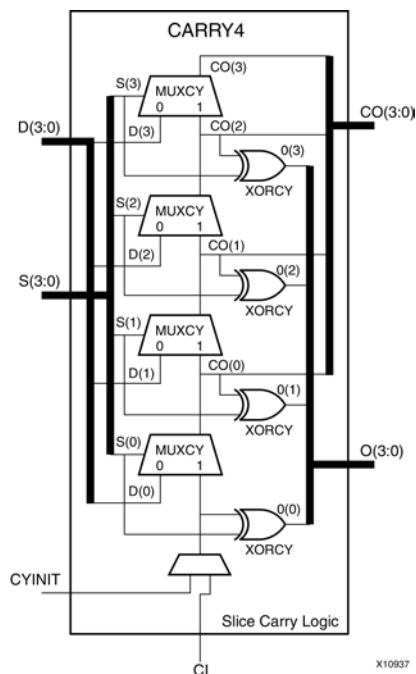 CARRY4
S(3)
MUXCY
0 1
CO(3)
D(3:0)
D(3)
CO(2)
CO(3:0)
0(3)
XORCY
S(2)
MUXCY
0 1
D(2)
CO(1)
0(2)
XORCY
S(3:0)
S(1)
MUXCY
0 1
D(1)
CO(0)
0(1)
XORCY
S(0)
MUXCY
0 1
D(0)
O(3:0)
0(0)
XORCY
CYINIT
Slice Carry Logic
CI
X10937